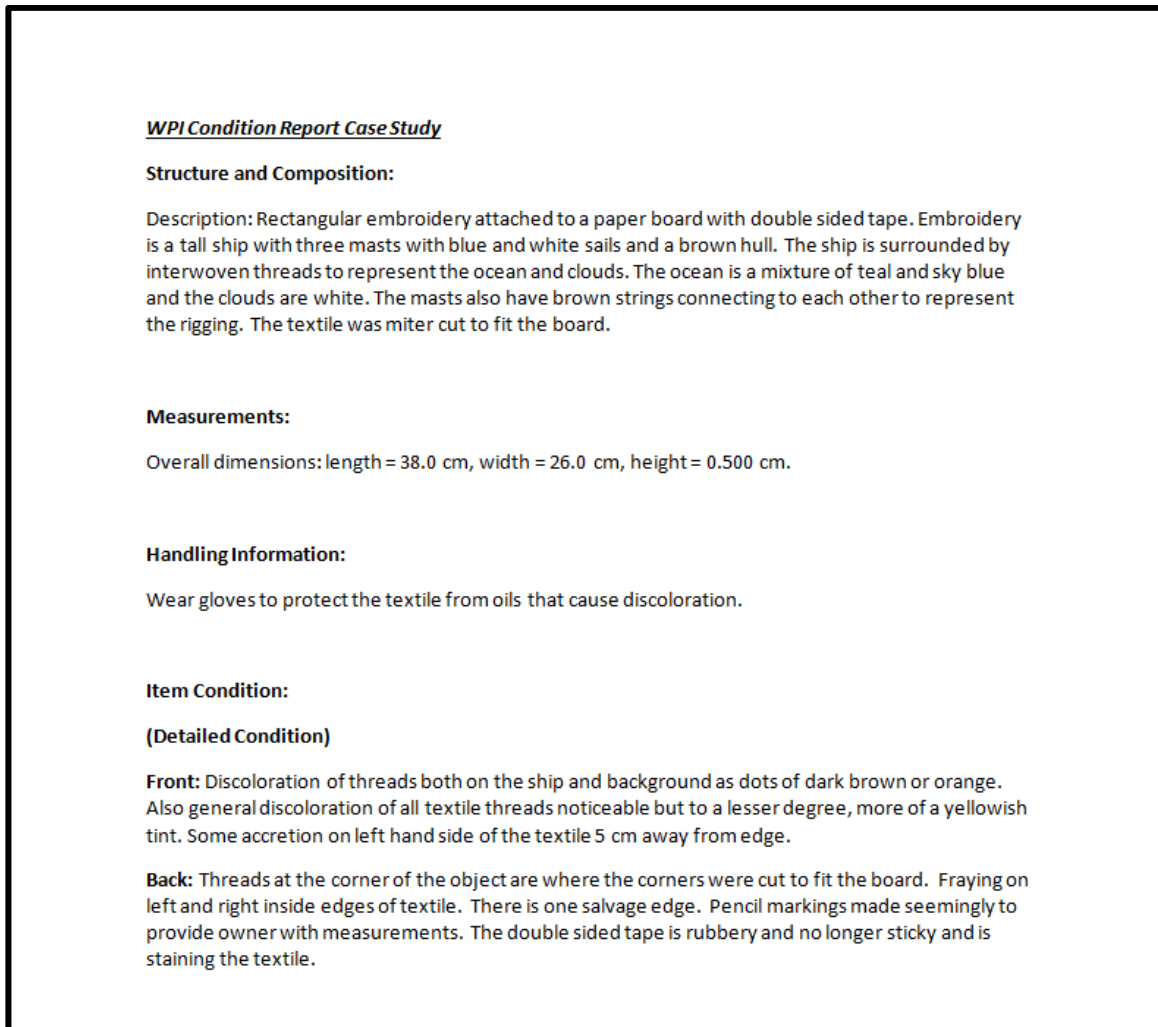 WPI Condition Report Case Study
Structure and Composition:
Description: Rectangular embroidery attached to a paper board with double sided tape. Embroidery
is a tall ship with three masts with blue and white sails and a brown hull. The ship is surrounded by
interwoven threads to represent the ocean and clouds. The ocean is a mixture of teal and sky blue
and the clouds are white. The masts also have brown strings connecting to each other to represent
the rigging. The textile was miter cut to fit the board.
Measurements:
Overall dimensions: length = 38.0 cm, width = 26.0 cm, height = 0.500 cm.
Handling Information:
Wear gloves to protect the textile from oils that cause discoloration.
Item Condition:
(Detailed Condition)
Front: Discoloration of threads both on the ship and background as dots of dark brown or orange.
Also general discoloration of all textile threads noticeable but to a lesser degree, more of a yellowish
tint. Some accretion on left hand side of the textile 5 cm away from edge.
Back: Threads at the corner of the object are where the corners were cut to fit the board. Fraying on
left and right inside edges of textile. There is one salvage edge. Pencil markings made seemingly to
provide owner with measurements. The double sided tape is rubbery and no longer sticky and is
staining the textile.